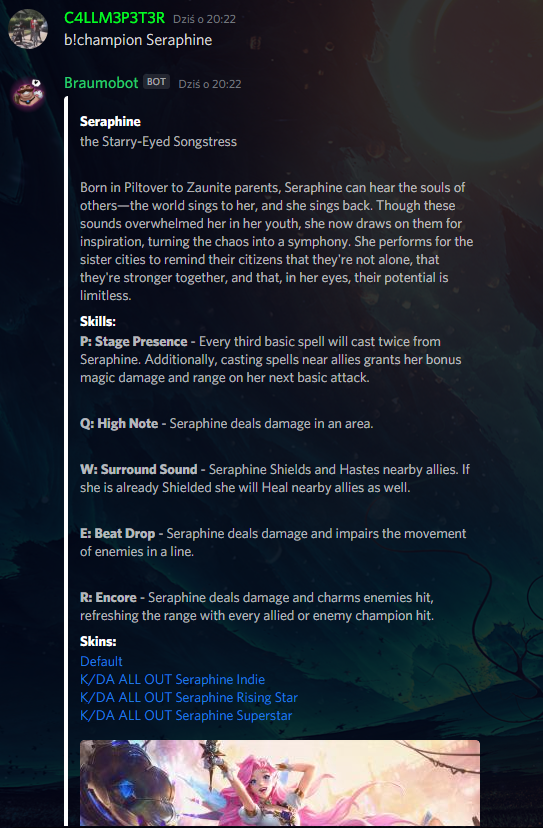 C4LLM3P3T3R Dziś o 20:22
b!champion Seraphine
Braumobot BOT Dziś o 20:22
Seraphine
the Starry-Eyed Songstress
Born in Piltover to Zaunite parents, Seraphine can hear the souls of
others—the world sings to her, and she sings back. Though these
sounds overwhelmed her in her youth, she now draws on them for
inspiration, turning the chaos into a symphony. She performs for the
sister cities to remind their citizens that they're not alone, that
they're stronger together, and that, in her eyes, their potential is
limitless.
Skills:
P: Stage Presence - Every third basic spell will cast twice from
Seraphine. Additionally, casting spells near allies grants her bonus
magic damage and range on her next basic attack.
Q: High Note - Seraphine deals damage in an area.
W: Surround Sound - Seraphine Shields and Hastes nearby allies. If
she is already Shielded she will Heal nearby allies as well.
E: Beat Drop - Seraphine deals damage and impairs the movement
of enemies in a line.
R: Encore - Seraphine deals damage and charms enemies hit,
refreshing the range with every allied or enemy champion hit.
Skins:
Default
K/DA ALL OUT Seraphine Indie
K/DA ALL OUT Seraphine Rising Star
K/DA ALL OUT Seraphine Superstar